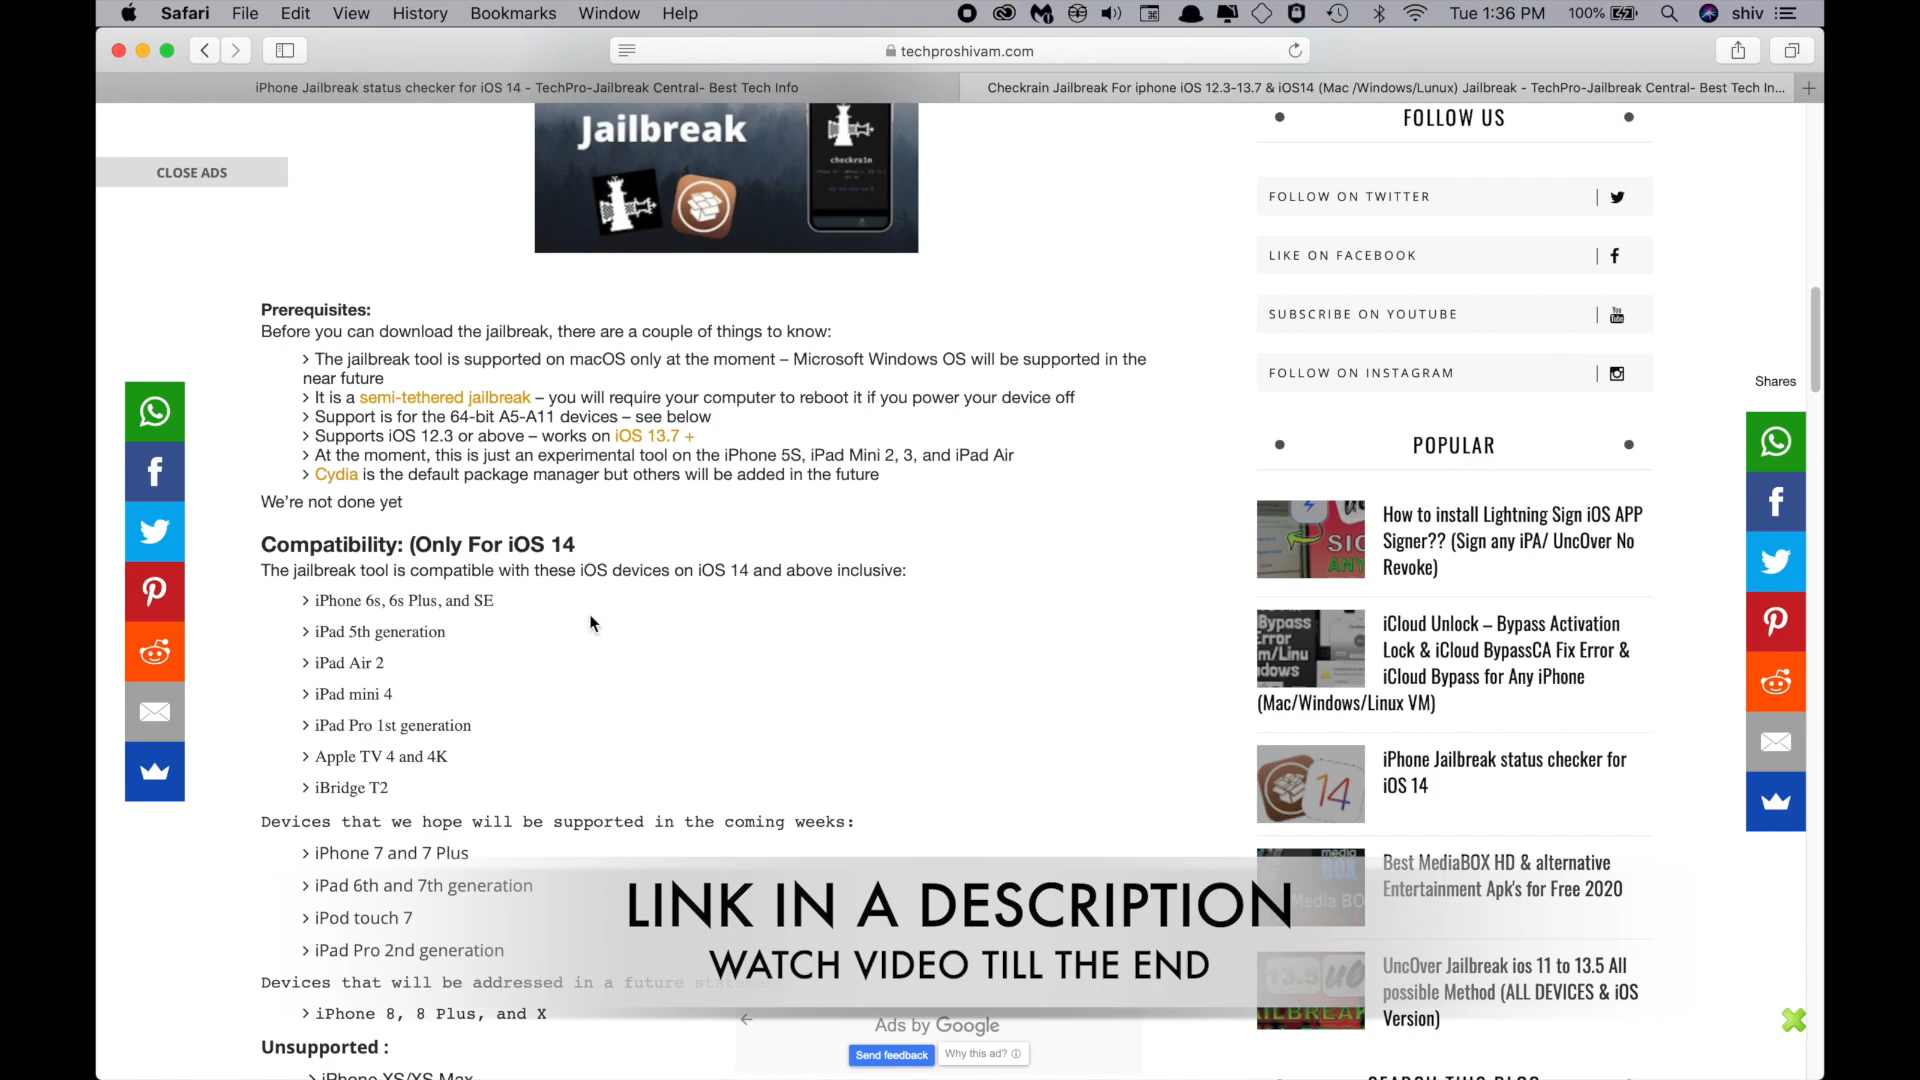 Safari File Edit View History Bookmarks Window Help
Tue 1:36 PM 100% shiv
techproshivam.com
iPhone Jailbreak status checker for iOS 14 - TechPro-Jailbreak Central- Best Tech Info
Checkrain Jailbreak For iphone iOS 12.3-13.7 & iOS14 (Mac /Windows/Lunux) Jailbreak - TechPro-Jailbreak Central- Best Tech In...
CLOSE ADS
Jailbreak
checkra1n
Prerequisites:
Before you can download the jailbreak, there are a couple of things to know:
> The jailbreak tool is supported on macOS only at the moment – Microsoft Windows OS will be supported in the
near future
> It is a semi-tethered jailbreak – you will require your computer to reboot it if you power your device off
> Support is for the 64-bit A5-A11 devices – see below
> Supports iOS 12.3 or above – works on iOS 13.7 +
> At the moment, this is just an experimental tool on the iPhone 5S, iPad Mini 2, 3, and iPad Air
> Cydia is the default package manager but others will be added in the future
We're not done yet
Compatibility: (Only For iOS 14
The jailbreak tool is compatible with these iOS devices on iOS 14 and above inclusive:
> iPhone 6s, 6s Plus, and SE
> iPad 5th generation
> iPad Air 2
> iPad mini 4
> iPad Pro 1st generation
> Apple TV 4 and 4K
> iBridge T2
Devices that we hope will be supported in the coming weeks:
> iPhone 7 and 7 Plus
> iPad 6th and 7th generation
> iPod touch 7
> iPad Pro 2nd generation
Devices that will be addressed in a future statement:
> iPhone 8, 8 Plus, and X
Unsupported :
> iPhone XS/XS Max
LINK IN A DESCRIPTION
WATCH VIDEO TILL THE END
Ads by Google
Send feedback
Why this ad?
FOLLOW US
FOLLOW ON TWITTER
LIKE ON FACEBOOK
SUBSCRIBE ON YOUTUBE
FOLLOW ON INSTAGRAM
Shares
POPULAR
How to install Lightning Sign iOS APP
Signer?? (Sign any iPA/ UncOver No
Revoke)
iCloud Unlock – Bypass Activation
Lock & iCloud BypassCA Fix Error &
iCloud Bypass for Any iPhone
(Mac/Windows/Linux VM)
iPhone Jailbreak status checker for
iOS 14
Best MediaBOX HD & alternative
Entertainment Apk's for Free 2020
UncOver Jailbreak ios 11 to 13.5 All
possible Method (ALL DEVICES & iOS
Version)
SEARCH THIS BLOG